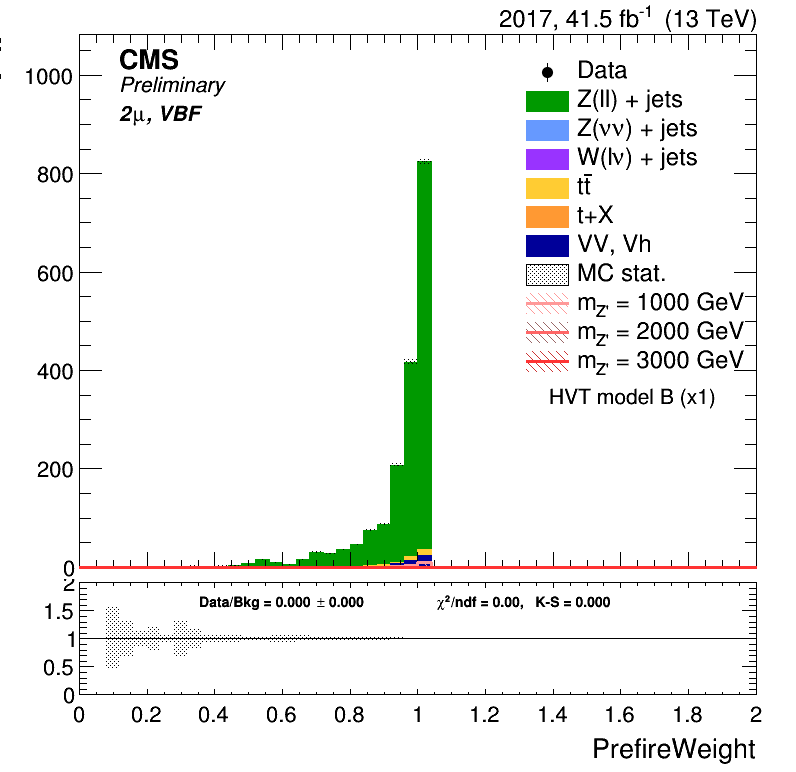 2017, 41.5 fb⁻¹ (13 TeV)
CMS
Preliminary
2μ, VBF
Data
Z(ll) + jets
Z(νν) + jets
W(lν) + jets
tt̄
t+X
VV, Vh
MC stat.
m_Z' = 1000 GeV
m_Z' = 2000 GeV
m_Z' = 3000 GeV
HVT model B (x1)
1000
800
600
400
200
0
Data/Bkg = 0.000 ± 0.000 χ²/ndf = 0.00, K-S = 0.000
2
1.5
1
0.5
0
0 0.2 0.4 0.6 0.8 1 1.2 1.4 1.6 1.8 2
PrefireWeight